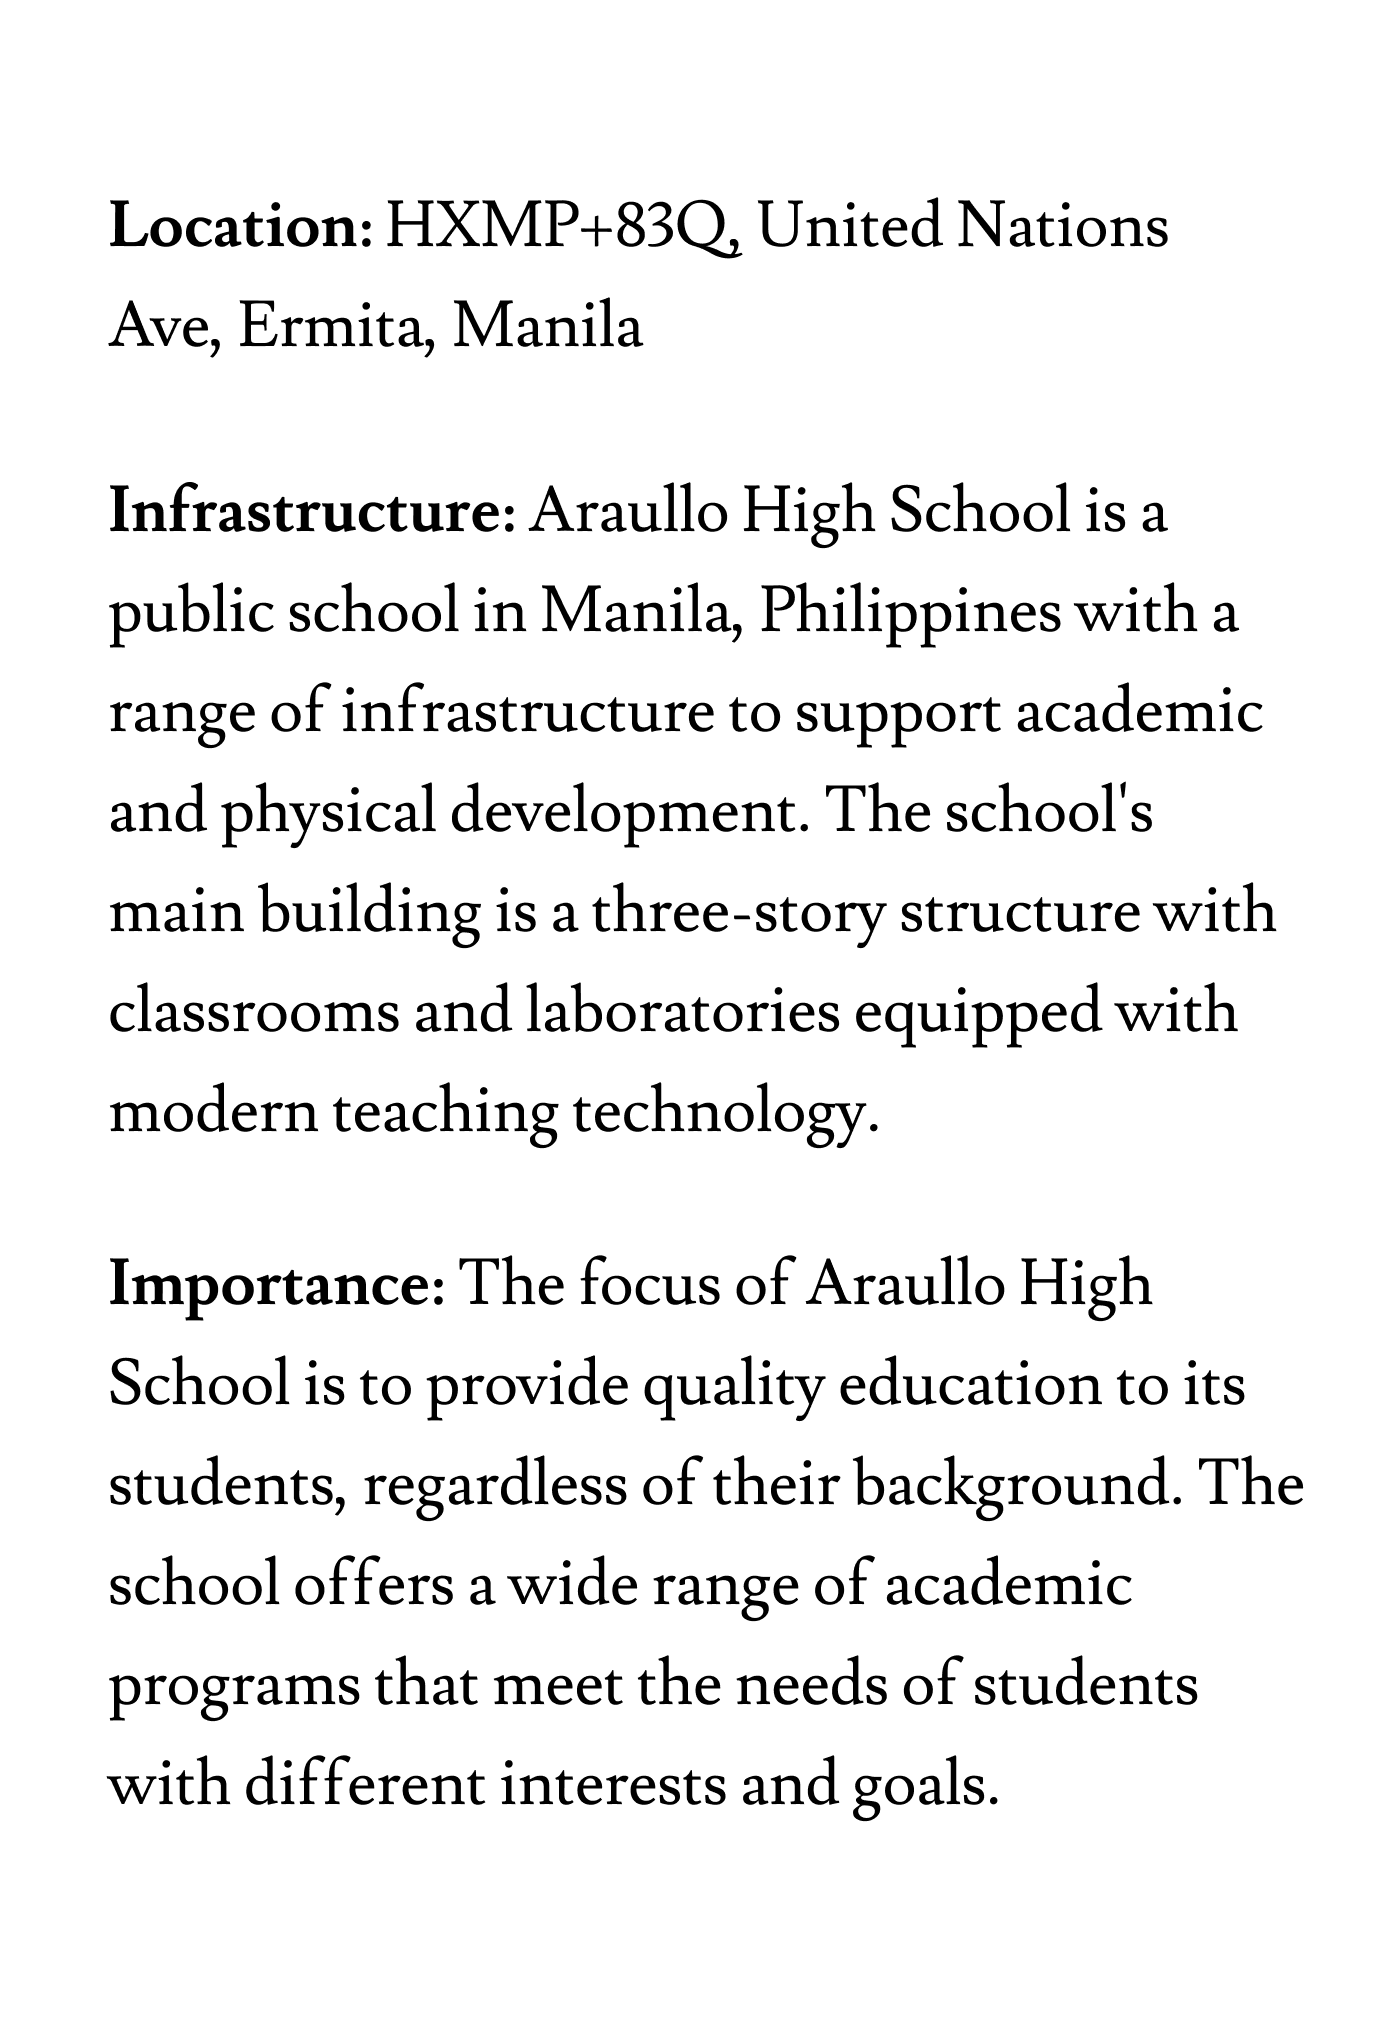 Location: HXMP+83Q, United Nations
Ave, Ermita, Manila
Infrastructure: Araullo High School is a
public school in Manila, Philippines with a
range of infrastructure to support academic
and physical development. The school's
main building is a three-story structure with
classrooms and laboratories equipped with
modern teaching technology.
Importance: The focus of Araullo High
School is to provide quality education to its
students, regardless of their background. The
school offers a wide range of academic
programs that meet the needs of students
with different interests and goals.